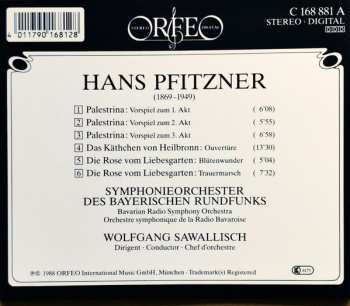 ORFEO
STEREO
DIGITAL
C 168 881 A
STEREO · DIGITAL
DDD
4 011790 168128
HANS PFITZNER
(1869-1949)
1 Palestrina: Vorspiel zum 1. Akt ( 6'08)
2 Palestrina: Vorspiel zum 2. Akt ( 5'55)
3 Palestrina: Vorspiel zum 3. Akt ( 6'58)
4 Das Käthchen von Heilbronn: Ouvertüre (13'30)
5 Die Rose vom Liebesgarten: Blütenwunder ( 5'04)
6 Die Rose vom Liebesgarten: Trauermarsch ( 7'32)
SYMPHONIEORCHESTER
DES BAYERISCHEN RUNDFUNKS
Bavarian Radio Symphony Orchestra
Orchestre symphonique de la Radio Bavaroise
WOLFGANG SAWALLISCH
Dirigent · Conductor · Chef d'orchestre
℗ © 1988 ORFEO International Music GmbH, München · Trademark(s) Registered